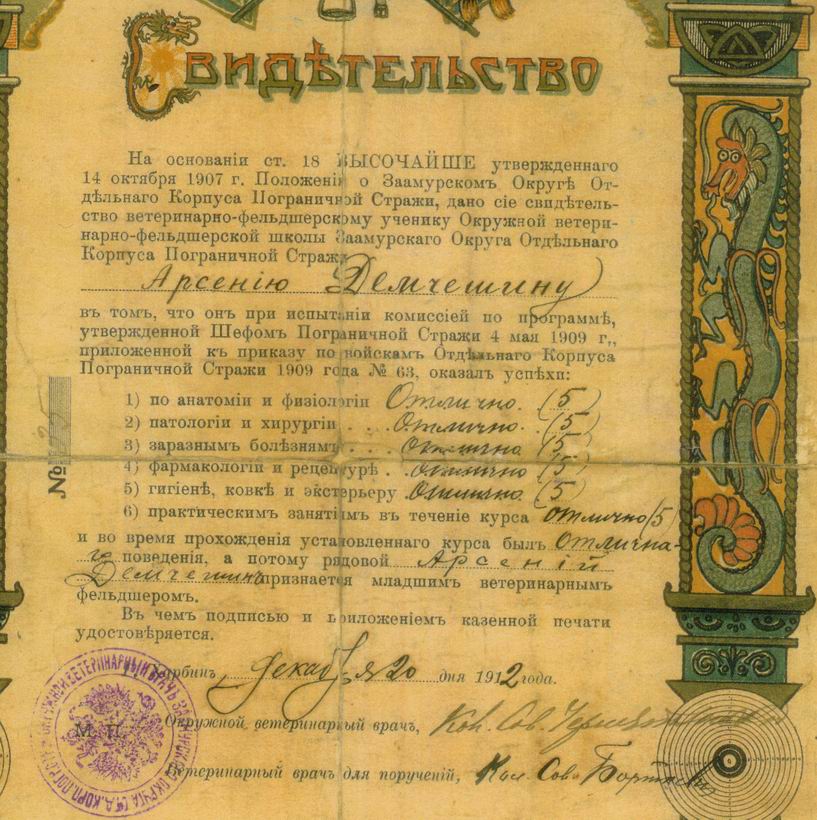 Свидѣтельство
На основаніи ст. 18 ВЫСОЧАЙШЕ утвержденнаго
14 октября 1907 г. Положенія о Заамурскомъ Округѣ От-
дѣльнаго Корпуса Пограничной Стражи, дано сіе свидѣтель-
ство ветеринарно-фельдшерскому ученику Окружной ветери-
нарно-фельдшерской школы Заамурскаго Округа Отдѣльнаго
Корпуса Пограничной Стражи
Арсенію Демчешину
въ томъ, что онъ при испытаніи комиссіей по программѣ,
утвержденной Шефомъ Пограничной Стражи 4 мая 1909 г.,
приложенной къ приказу по войскамъ Отдѣльнаго Корпуса
Пограничной Стражи 1909 года № 63, оказалъ успѣхи:
1) по анатоміи и физіологіи Отлично. (5)
2) патологіи и хирургіи . . . Отлично. (5)
3) заразнымъ болѣзнямъ . . отлично (5)
4) фармакологіи и рецептурѣ . отлично (5)
5) гигіенѣ, ковкѣ и экстерьеру Отлично (5)
6) практическимъ занятіямъ въ теченіе курса отлично (5)
и во время прохожденія установленнаго курса былъ отлична-
го поведенія, а потому рядовой Арсеній
Демчешинъ признается младшимъ ветеринарнымъ
фельдшеромъ.
Въ чемъ подписью и приложеніемъ казенной печати
удостовѣряется.
№
г. Харбинъ, декабря 20 дня 1912 года.
М. П.
Окружной ветеринарный врачъ, Кол. Сов.
Ветеринарный врачъ для порученій, Кол. Сов.